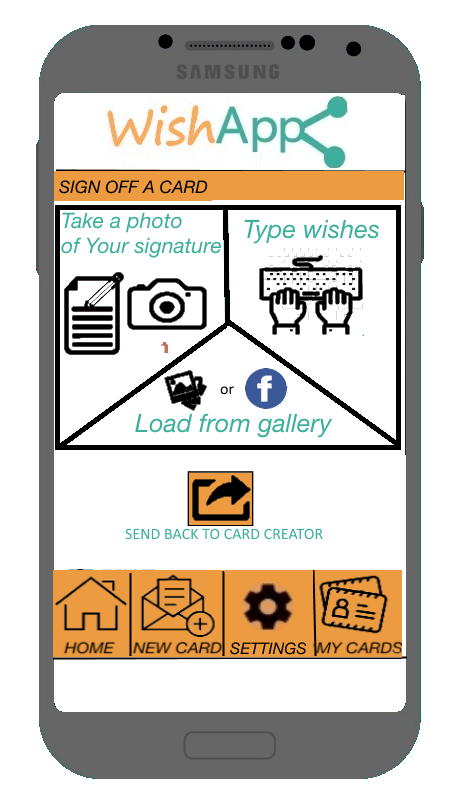 SAMSUNG
WishApp
SIGN OFF A CARD
Take a photo
of Your signature
Type wishes
or
f
Load from gallery
SEND BACK TO CARD CREATOR
HOME
NEW CARD
SETTINGS
MY CARDS